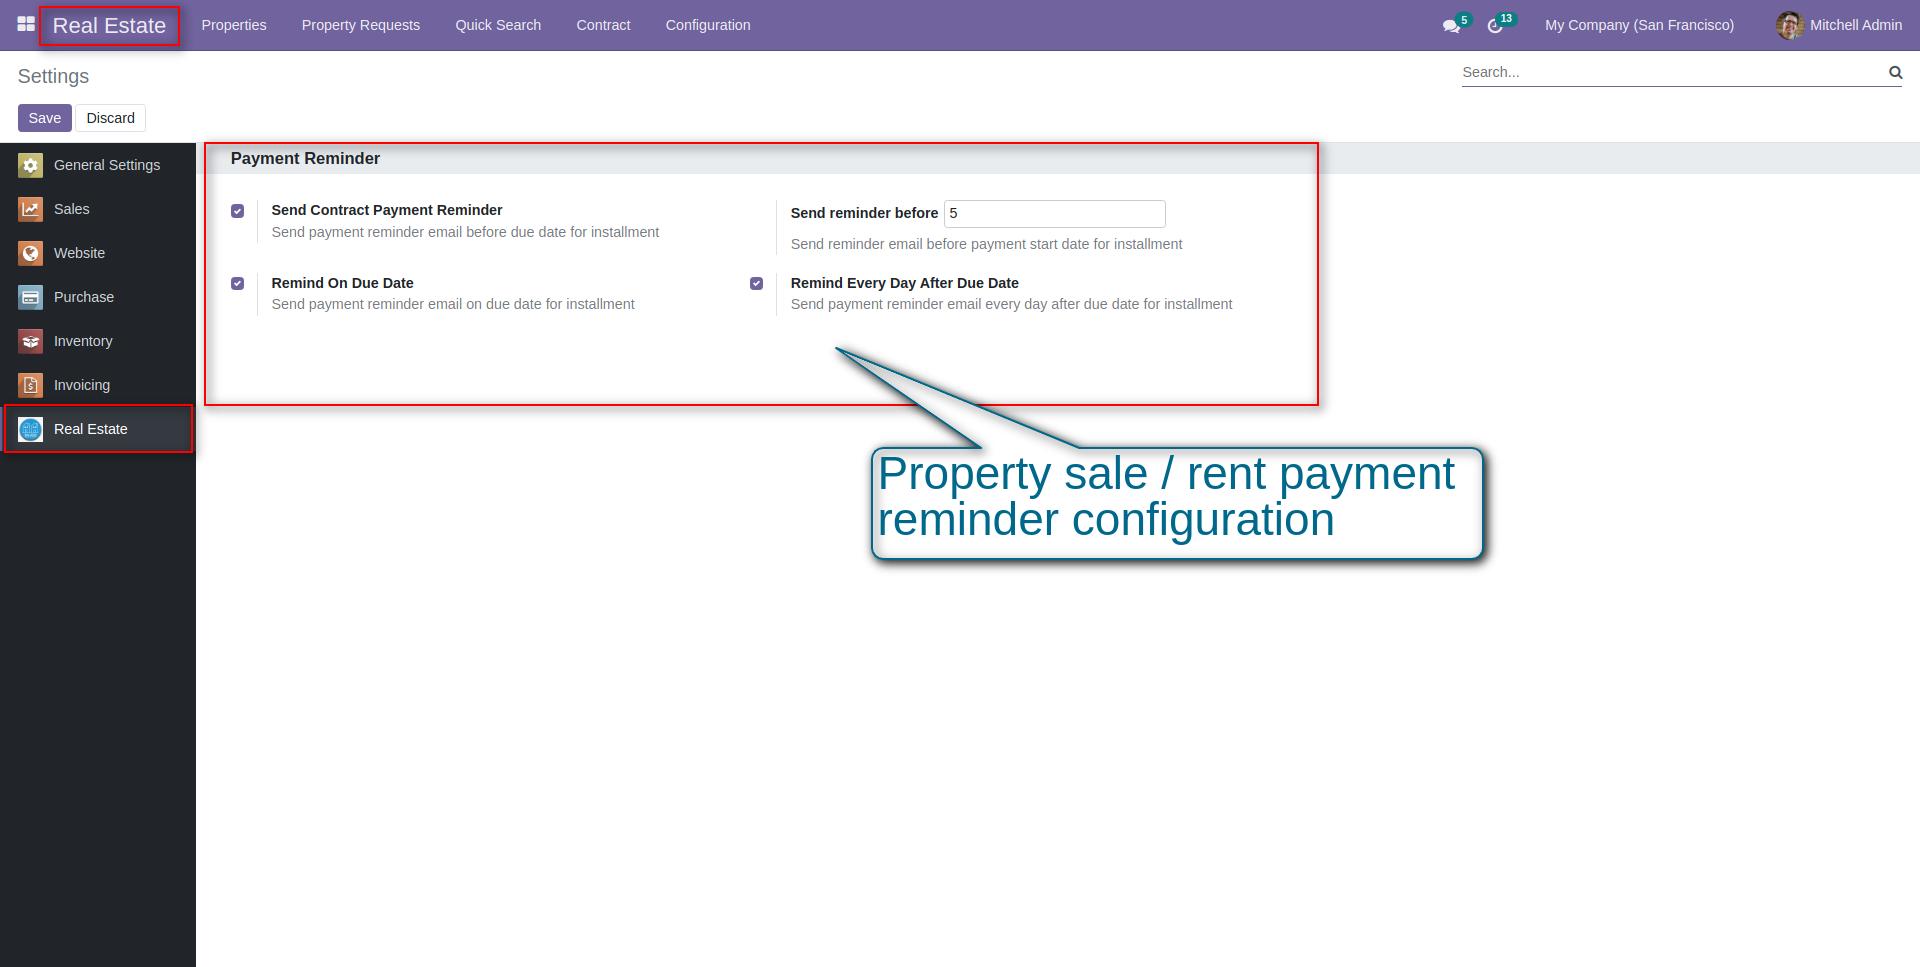 Real Estate
Properties
Property Requests
Quick Search
Contract
Configuration
5
13
My Company (San Francisco)
Mitchell Admin
Settings
Search...
Save
Discard
General Settings
Sales
Website
Purchase
Inventory
Invoicing
Real Estate
Payment Reminder
Send Contract Payment Reminder
Send payment reminder email before due date for installment
Send reminder before 5
Send reminder email before payment start date for installment
Remind On Due Date
Send payment reminder email on due date for installment
Remind Every Day After Due Date
Send payment reminder email every day after due date for installment
Property sale / rent payment
reminder configuration